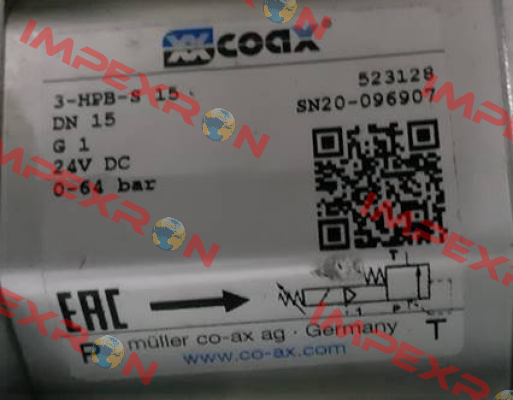 coax®
3-HPB-S 15
DN 15
G 1
24V DC
0-64 bar
523128
SN20-096907
EAC
T
P
P
müller co-ax ag · Germany
T
www.co-ax.com
IMPEXRON
IMPEXRON
IMPEXRON
IMPEXRON
IMPEXRON